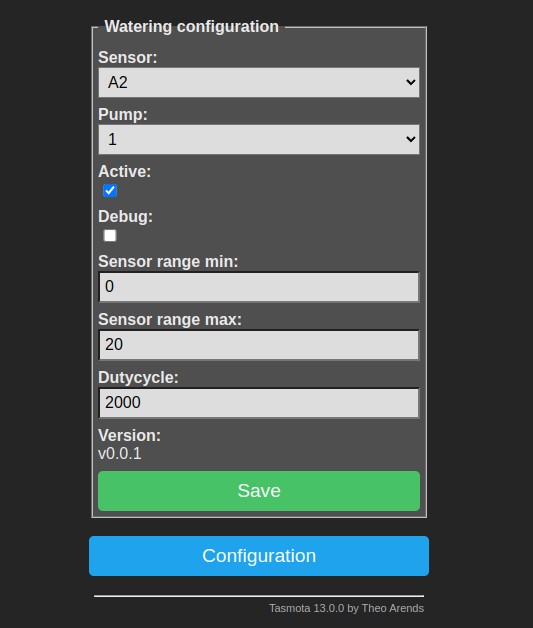 Watering configuration
Sensor:
A2
Pump:
1
Active:
Debug:
Sensor range min:
0
Sensor range max:
20
Dutycycle:
2000
Version:
v0.0.1
Save
Configuration
Tasmota 13.0.0 by Theo Arends